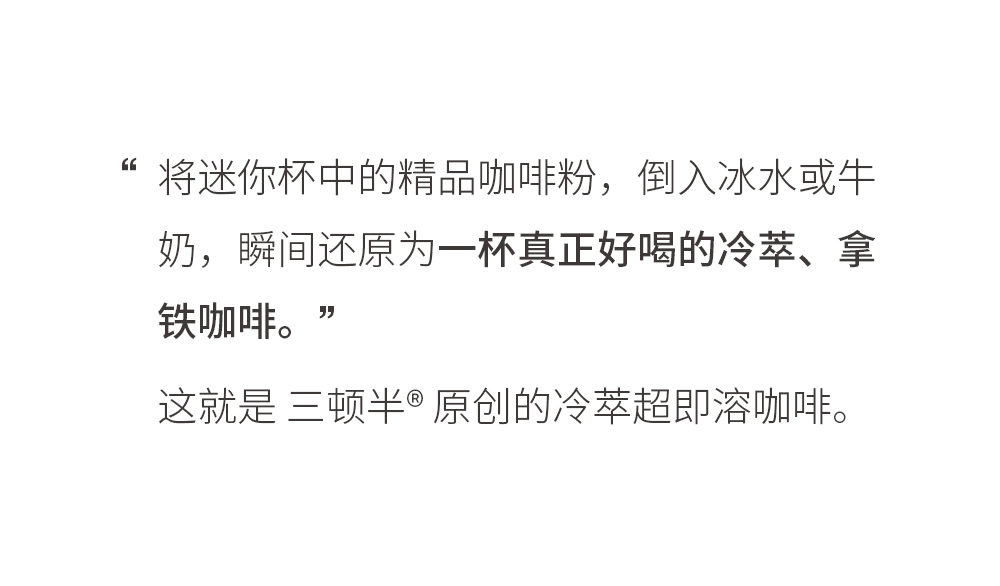 “ 将迷你杯中的精品咖啡粉，倒入冰水或牛
奶，瞬间还原为一杯真正好喝的冷萃、拿
铁咖啡。”
这就是 三顿半® 原创的冷萃超即溶咖啡。